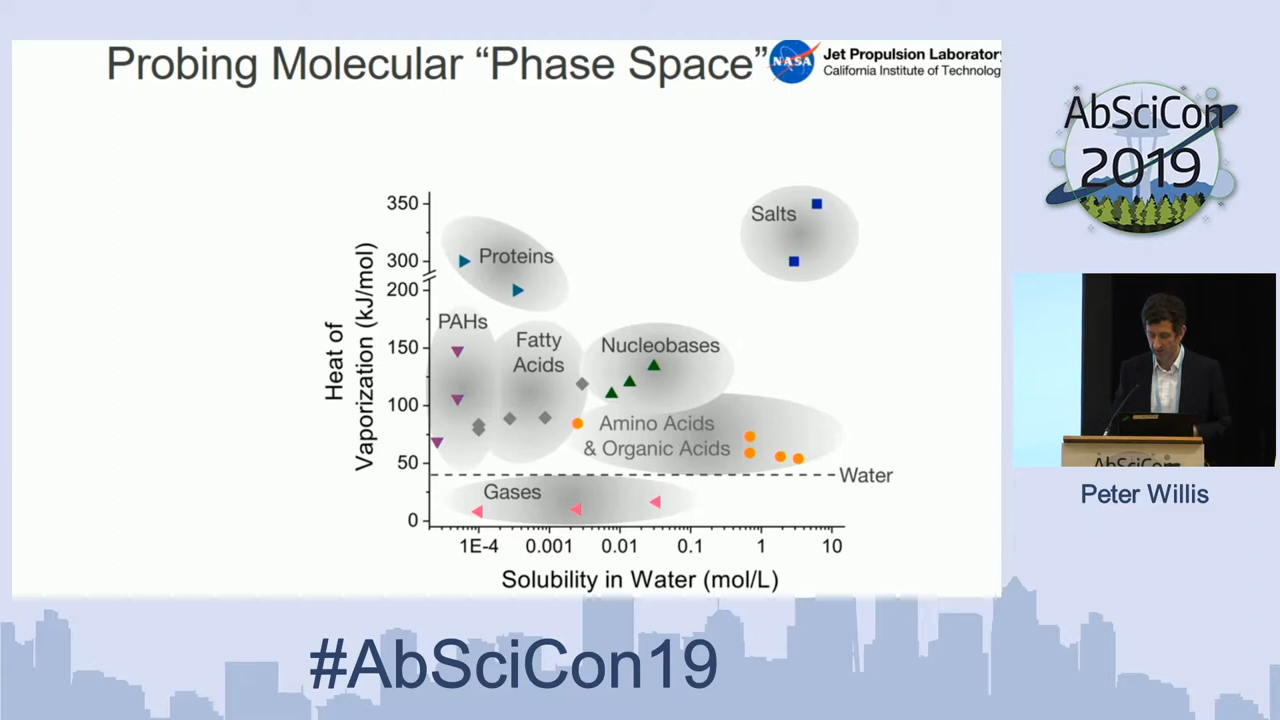 Probing Molecular “Phase Space”
NASA
Jet Propulsion Laboratory
California Institute of Technolog
AbSciCon
2019
350
300
200
150
100
50
0
Heat of
Vaporization (kJ/mol)
Salts
Proteins
PAHs
Fatty
Acids
Nucleobases
Amino Acids
& Organic Acids
Water
Gases
1E-4
0.001
0.01
0.1
1
10
Solubility in Water (mol/L)
AbSciCon
Peter Willis
#AbSciCon19